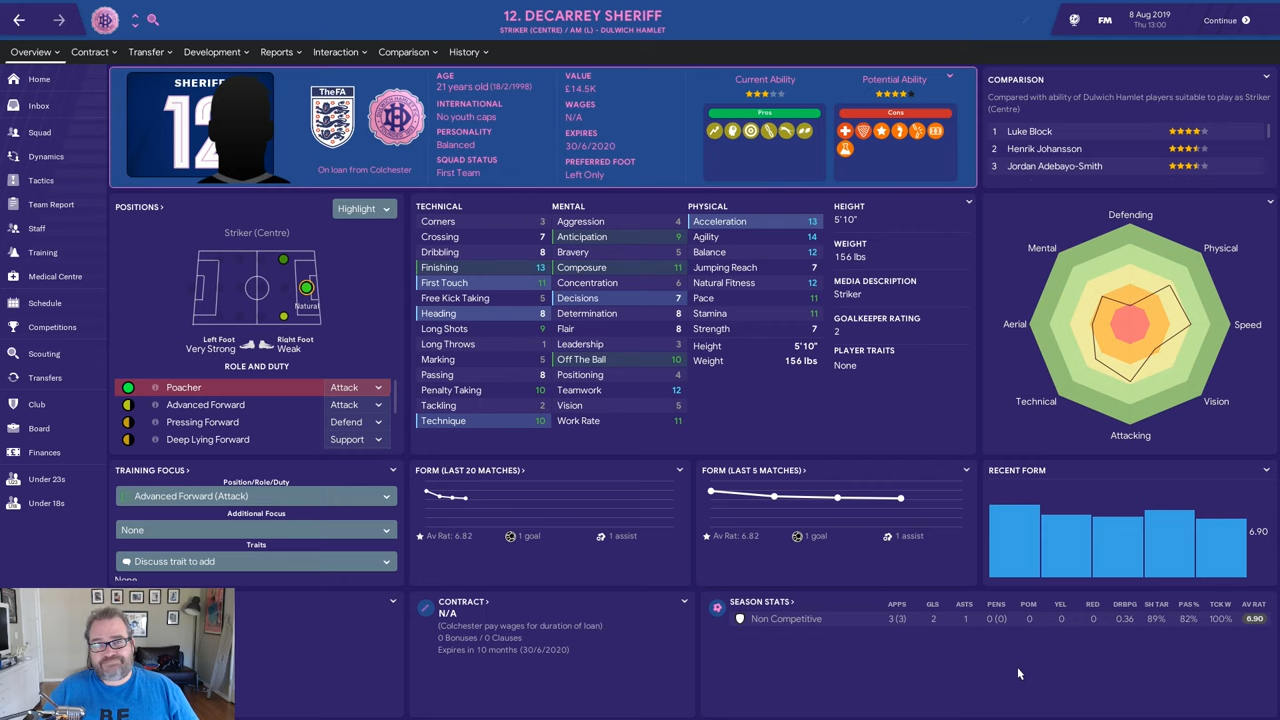 12. DECARREY SHERIFF
STRIKER (CENTRE) / AM (L) - DULWICH HAMLET
FM
8 Aug 2019
Thu 13:00
Continue
Overview
Contract
Transfer
Development
Reports
Interaction
Comparison
History
Home
Inbox
Squad
Dynamics
Tactics
Team Report
Staff
Training
Medical Centre
Schedule
Competitions
Scouting
Transfers
Club
Board
Finances
Under 23s
Under 18s
SHERIFF
12
TheFA
On loan from Colchester
AGE
21 years old (18/2/1998)
INTERNATIONAL
No youth caps
PERSONALITY
Balanced
SQUAD STATUS
First Team
VALUE
£14.5K
WAGES
N/A
EXPIRES
30/6/2020
PREFERRED FOOT
Left Only
Current Ability
Pros
Potential Ability
Cons
COMPARISON
Compared with ability of Dulwich Hamlet players suitable to play as Striker
(Centre)
1 Luke Block
2 Henrik Johansson
3 Jordan Adebayo-Smith
POSITIONS
Highlight
Striker (Centre)
Natural
Left Foot
Very Strong
Right Foot
Weak
ROLE AND DUTY
Poacher Attack
Advanced Forward Attack
Pressing Forward Defend
Deep Lying Forward Support
TECHNICAL
Corners 3
Crossing 7
Dribbling 8
Finishing 13
First Touch 11
Free Kick Taking 5
Heading 8
Long Shots 9
Long Throws 1
Marking 5
Passing 8
Penalty Taking 10
Tackling 2
Technique 10
MENTAL
Aggression 4
Anticipation 9
Bravery 5
Composure 11
Concentration 6
Decisions 7
Determination 8
Flair 8
Leadership 3
Off The Ball 10
Positioning 4
Teamwork 12
Vision 5
Work Rate 11
PHYSICAL
Acceleration 13
Agility 14
Balance 12
Jumping Reach 7
Natural Fitness 12
Pace 11
Stamina 11
Strength 7
Height 5'10"
Weight 156 lbs
HEIGHT
5'10"
WEIGHT
156 lbs
MEDIA DESCRIPTION
Striker
GOALKEEPER RATING
2
PLAYER TRAITS
None
Defending
Physical
Speed
Vision
Attacking
Technical
Aerial
Mental
TRAINING FOCUS
Position/Role/Duty
Advanced Forward (Attack)
Additional Focus
None
Traits
Discuss trait to add
None
FORM (LAST 20 MATCHES)
Av Rat: 6.82
1 goal
1 assist
FORM (LAST 5 MATCHES)
Av Rat: 6.82
1 goal
1 assist
RECENT FORM
6.90
CONTRACT
N/A
(Colchester pay wages for duration of loan)
0 Bonuses / 0 Clauses
Expires in 10 months (30/6/2020)
SEASON STATS
APPS GLS ASTS PENS POM YEL RED DRBPG SH TAR PAS % TCK W AV RAT
Non Competitive 3 (3) 2 1 0 (0) 0 0 0 0.36 89% 82% 100% 6.90
BE